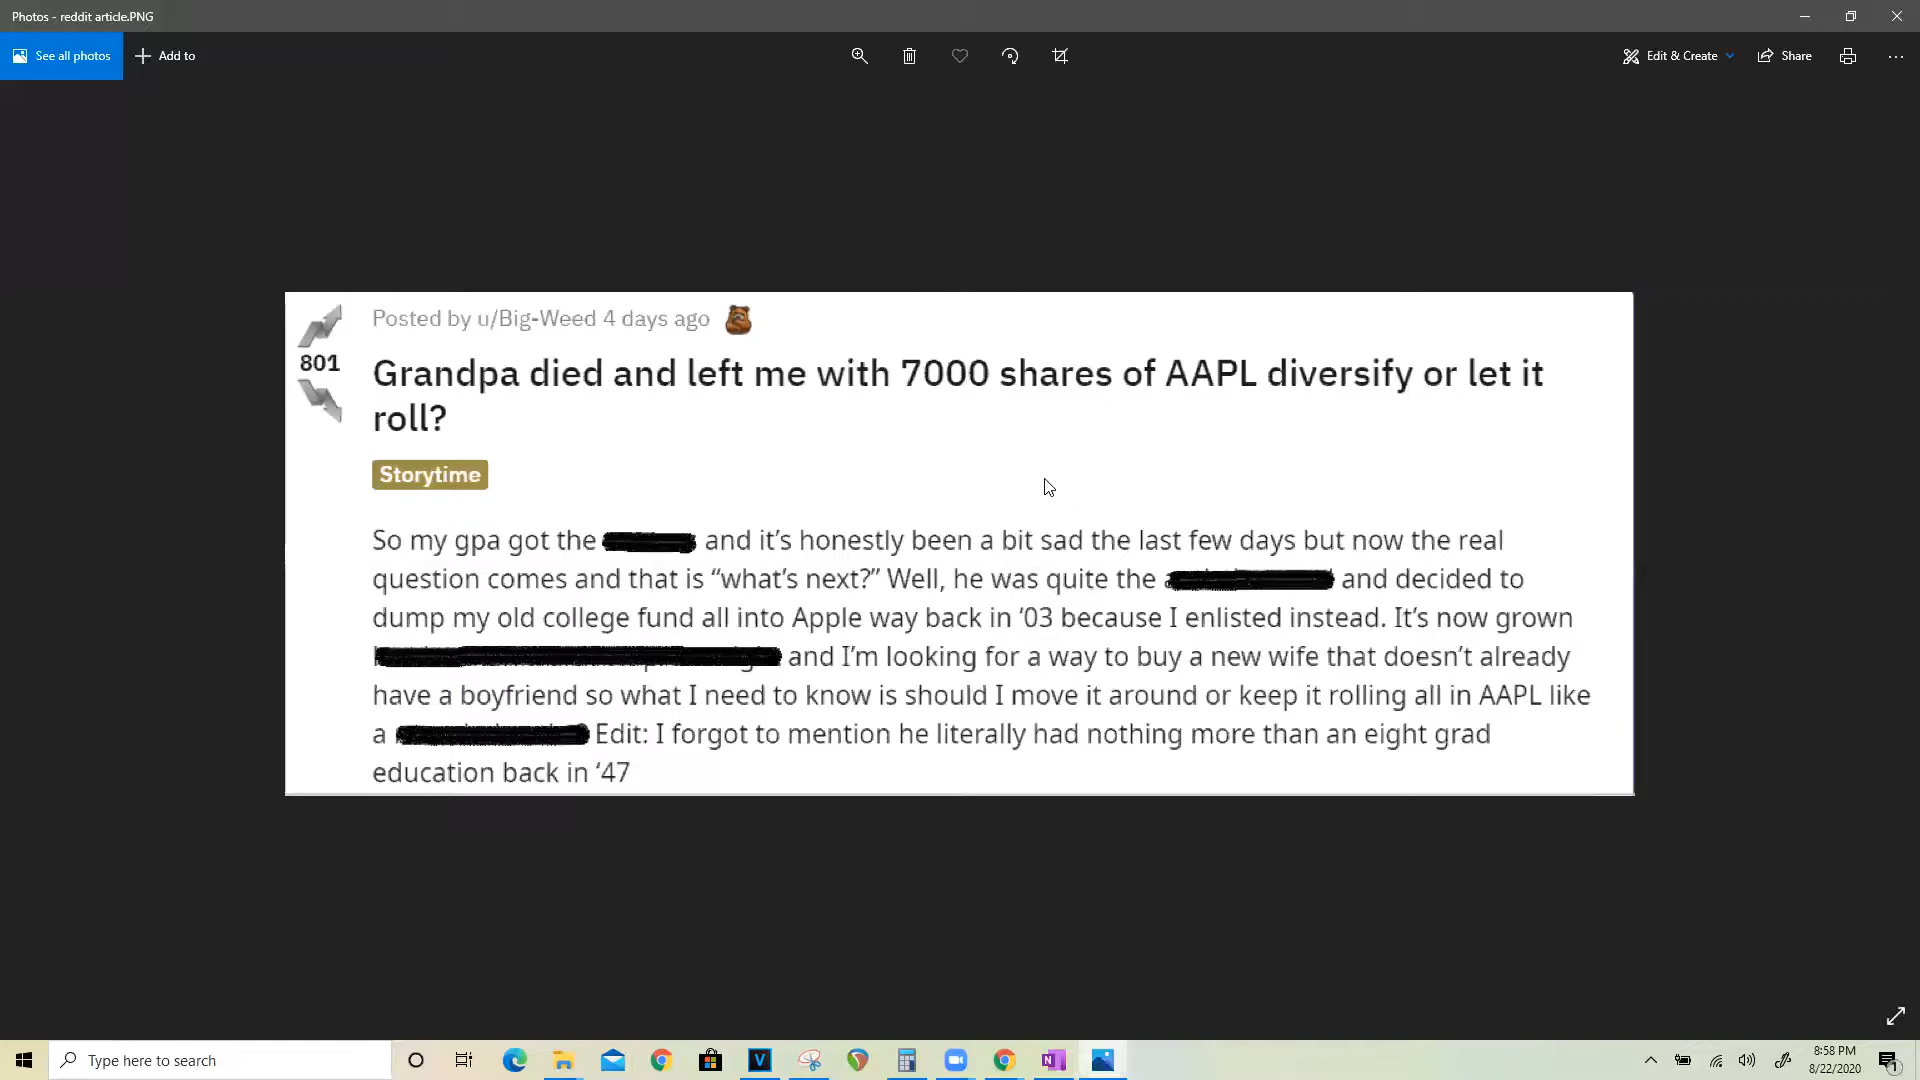 Photos - reddit article.PNG
See all photos
Add to
Edit & Create
Share
Posted by u/Big-Weed 4 days ago
801
Grandpa died and left me with 7000 shares of AAPL diversify or let it
roll?
Storytime
So my gpa got the and it's honestly been a bit sad the last few days but now the real
question comes and that is “what's next?” Well, he was quite the and decided to
dump my old college fund all into Apple way back in ‘03 because I enlisted instead. It's now grown
and I'm looking for a way to buy a new wife that doesn't already
have a boyfriend so what I need to know is should I move it around or keep it rolling all in AAPL like
a Edit: I forgot to mention he literally had nothing more than an eight grad
education back in ‘47
Type here to search
8:58 PM
8/22/2020